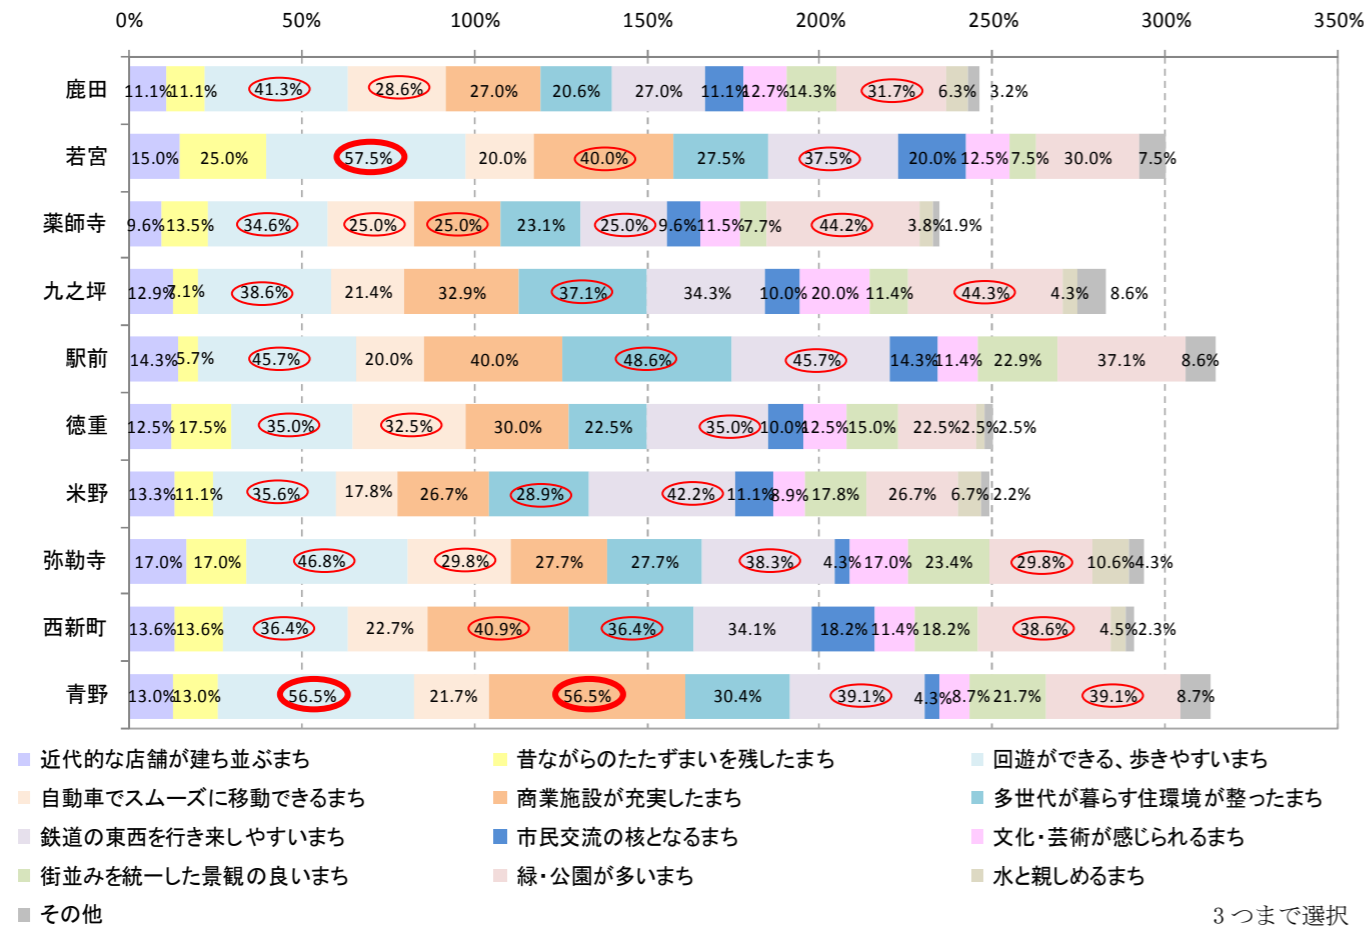 0% 50% 100% 150% 200% 250% 300% 350%
鹿田 11.1% 11.1% 41.3% 28.6% 27.0% 20.6% 27.0% 11.1% 12.7% 14.3% 31.7% 6.3% 3.2%
若宮 15.0% 25.0% 57.5% 20.0% 40.0% 27.5% 37.5% 20.0% 12.5% 7.5% 30.0% 7.5%
薬師寺 9.6% 13.5% 34.6% 25.0% 25.0% 23.1% 25.0% 9.6% 11.5% 7.7% 44.2% 3.8% 1.9%
九之坪 12.9% 7.1% 38.6% 21.4% 32.9% 37.1% 34.3% 10.0% 20.0% 11.4% 44.3% 4.3% 8.6%
駅前 14.3% 5.7% 45.7% 20.0% 40.0% 48.6% 45.7% 14.3% 11.4% 22.9% 37.1% 8.6%
徳重 12.5% 17.5% 35.0% 32.5% 30.0% 22.5% 35.0% 10.0% 12.5% 15.0% 22.5% 2.5% 2.5%
米野 13.3% 11.1% 35.6% 17.8% 26.7% 28.9% 42.2% 11.1% 8.9% 17.8% 26.7% 6.7% 2.2%
弥勒寺 17.0% 17.0% 46.8% 29.8% 27.7% 27.7% 38.3% 4.3% 17.0% 23.4% 29.8% 10.6% 4.3%
西新町 13.6% 13.6% 36.4% 22.7% 40.9% 36.4% 34.1% 18.2% 11.4% 18.2% 38.6% 4.5% 2.3%
青野 13.0% 13.0% 56.5% 21.7% 56.5% 30.4% 39.1% 4.3% 8.7% 21.7% 39.1% 8.7%
近代的な店舗が建ち並ぶまち 昔ながらのたたずまいを残したまち 回遊ができる、歩きやすいまち
自動車でスムーズに移動できるまち 商業施設が充実したまち 多世代が暮らす住環境が整ったまち
鉄道の東西を行き来しやすいまち 市民交流の核となるまち 文化・芸術が感じられるまち
街並みを統一した景観の良いまち 緑・公園が多いまち 水と親しめるまち
その他
３つまで選択